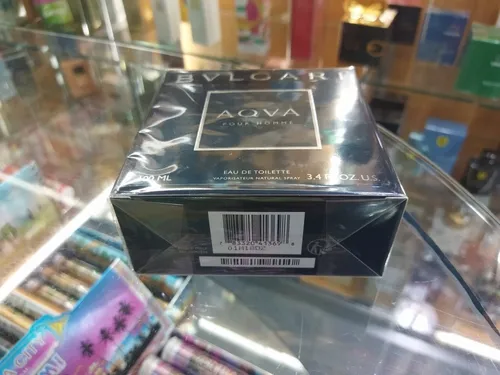 BVLGARI
AQVA
POUR HOMME
EAU DE TOILETTE
VAPORISATEUR NATURAL SPRAY
100 ML
3.4 FL.OZ.U.S.